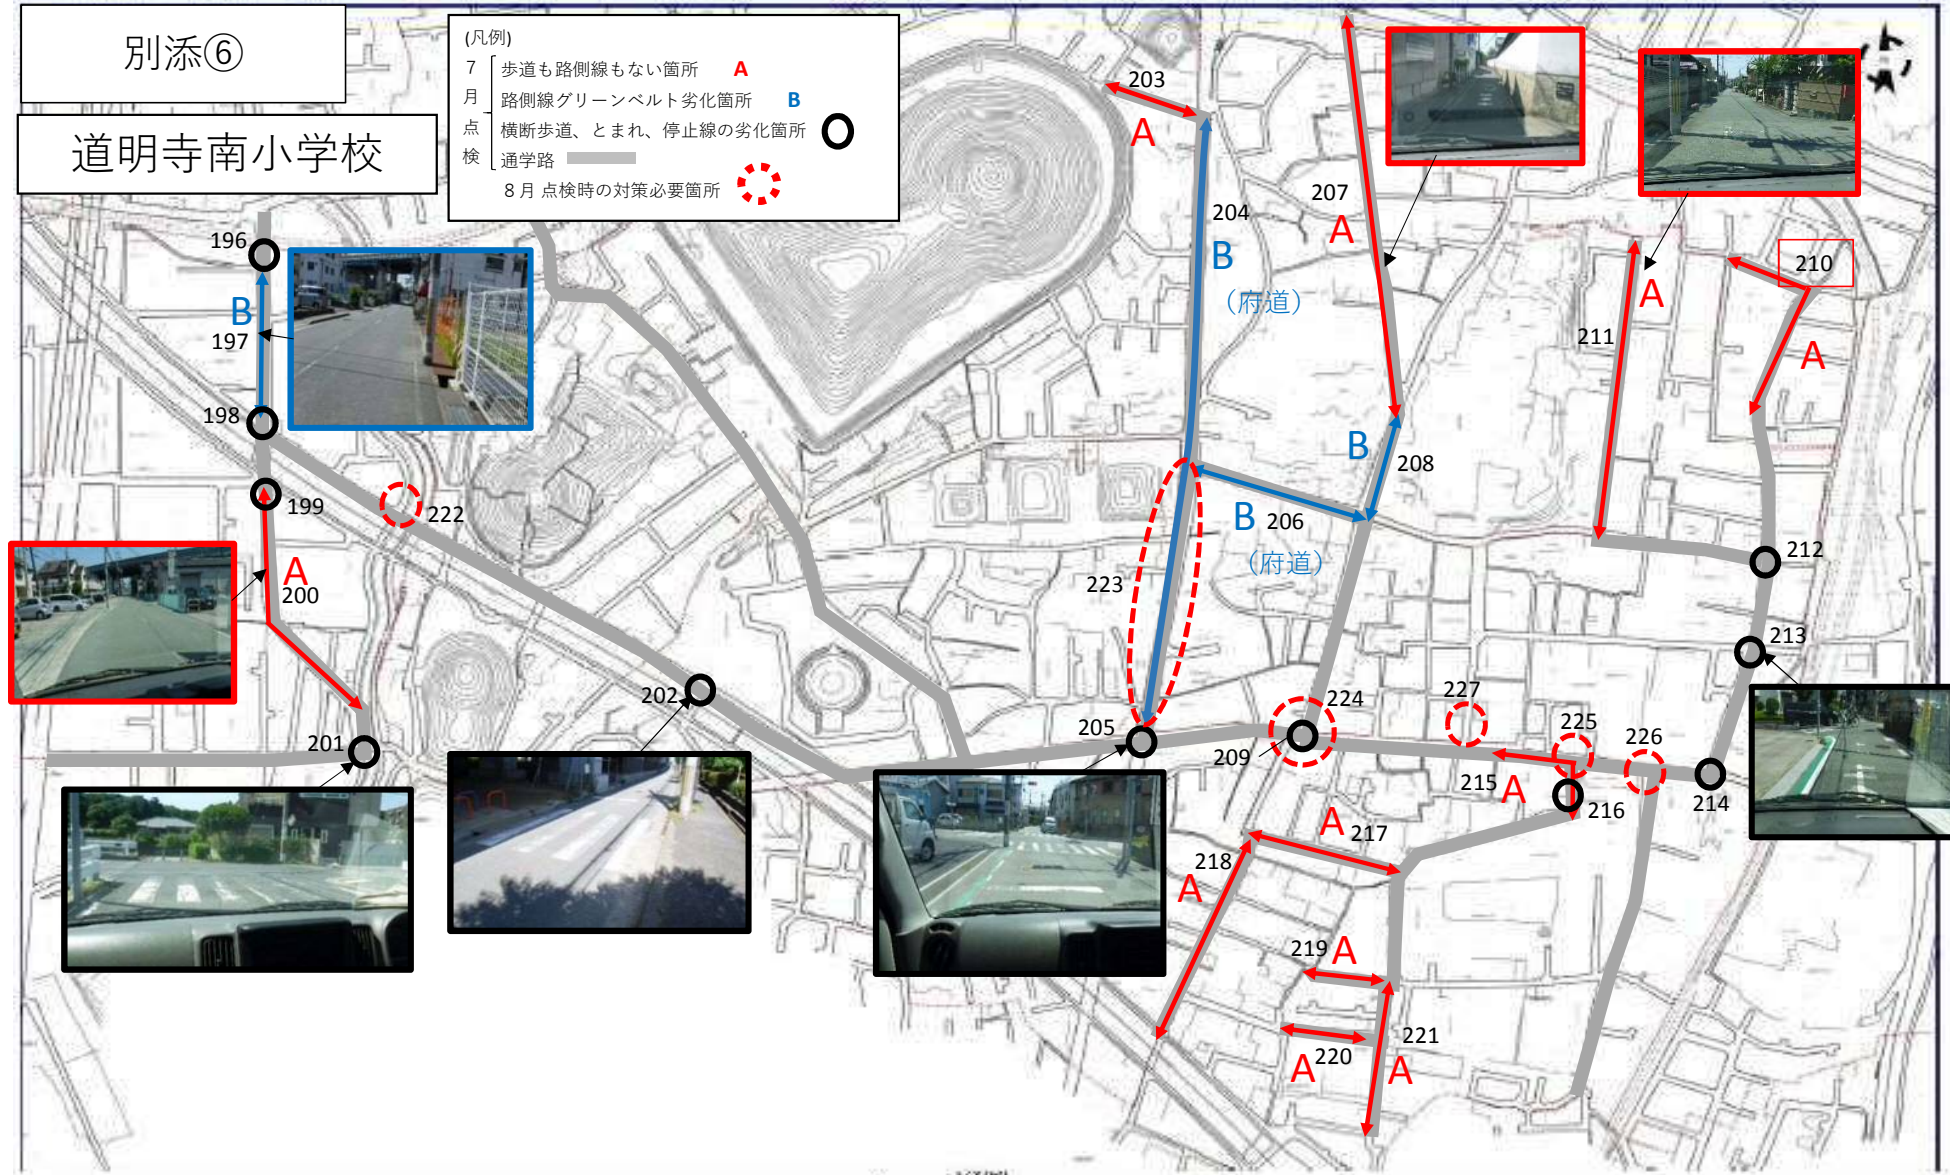 別添⑥
道明寺南小学校
(凡例)
7月点検
歩道も路側線もない箇所 A
路側線グリーンベルト劣化箇所 B
横断歩道、とまれ、停止線の劣化箇所
通学路
8月点検時の対策必要箇所
203
A
207
A
204
B
(府道)
196
B
197
198
199
222
A
200
201
202
210
A
211
A
B
208
B 206
(府道)
223
212
213
205
224
209
227
225
226
215
A
216
214
A 217
218
A
219 A
221
A 220
A